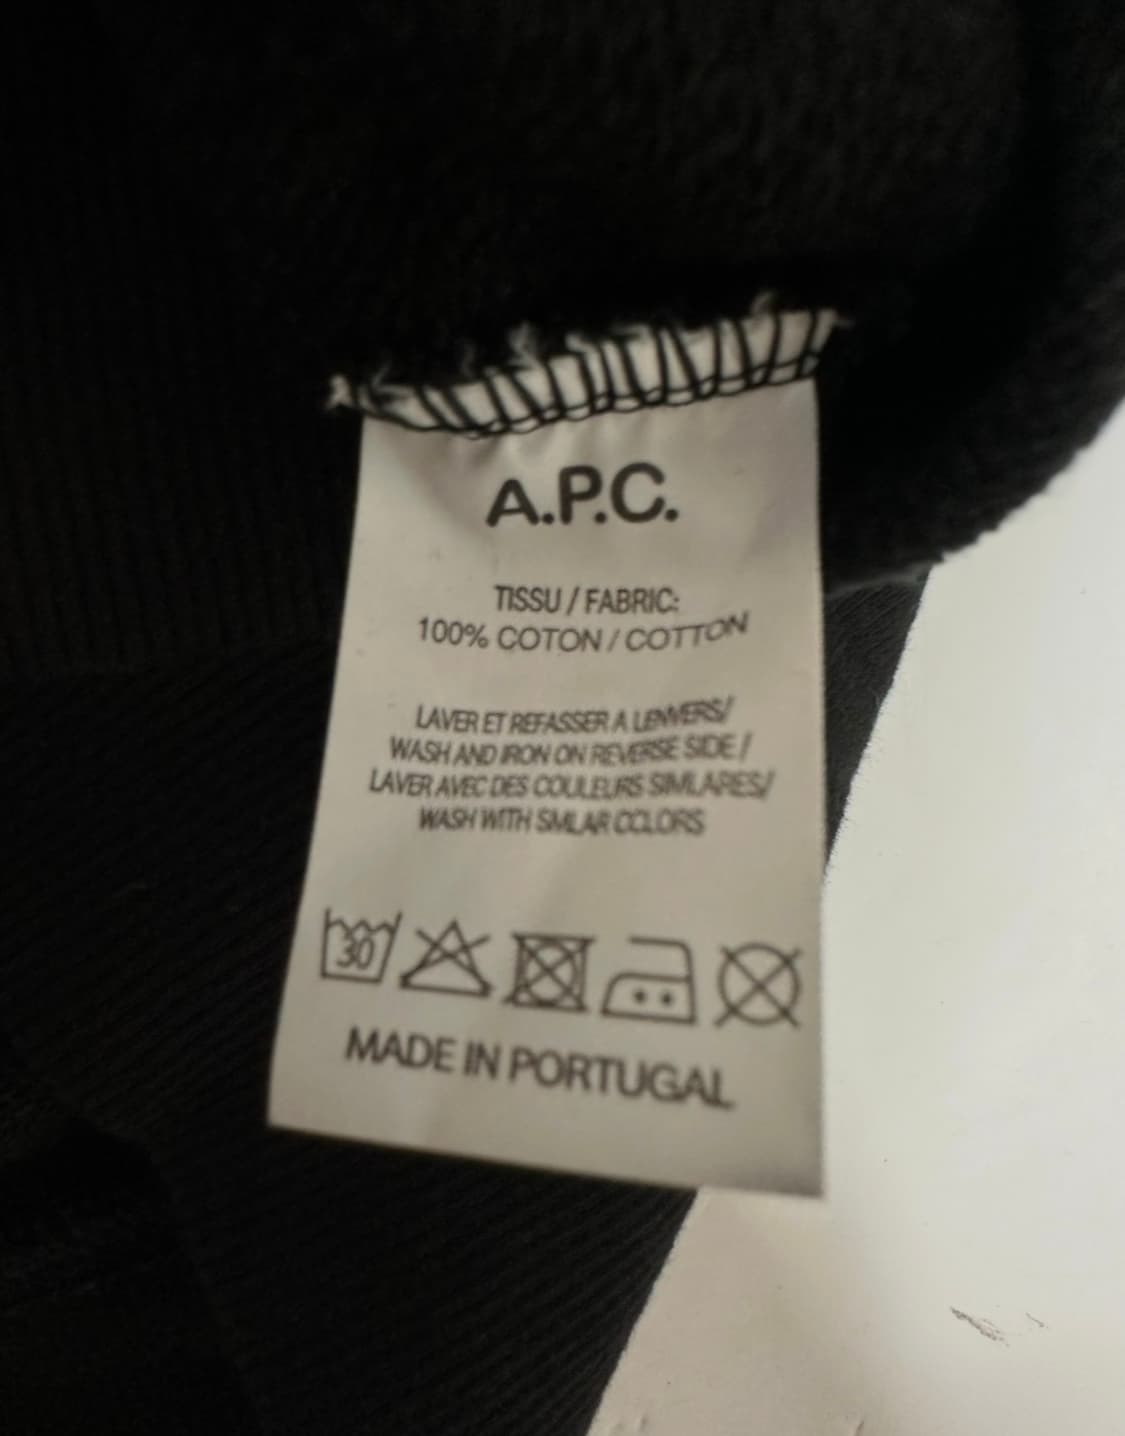 A.P.C.
TISSU / FABRIC:
100% COTON / COTTON
LAVER ET REFASSER A LENVERS/
WASH AND IRON ON REVERSE SIDE /
LAVER AVEC DES COULEURS SIMILARES/
WASH WITH SMLAR COLORS
30
MADE IN PORTUGAL